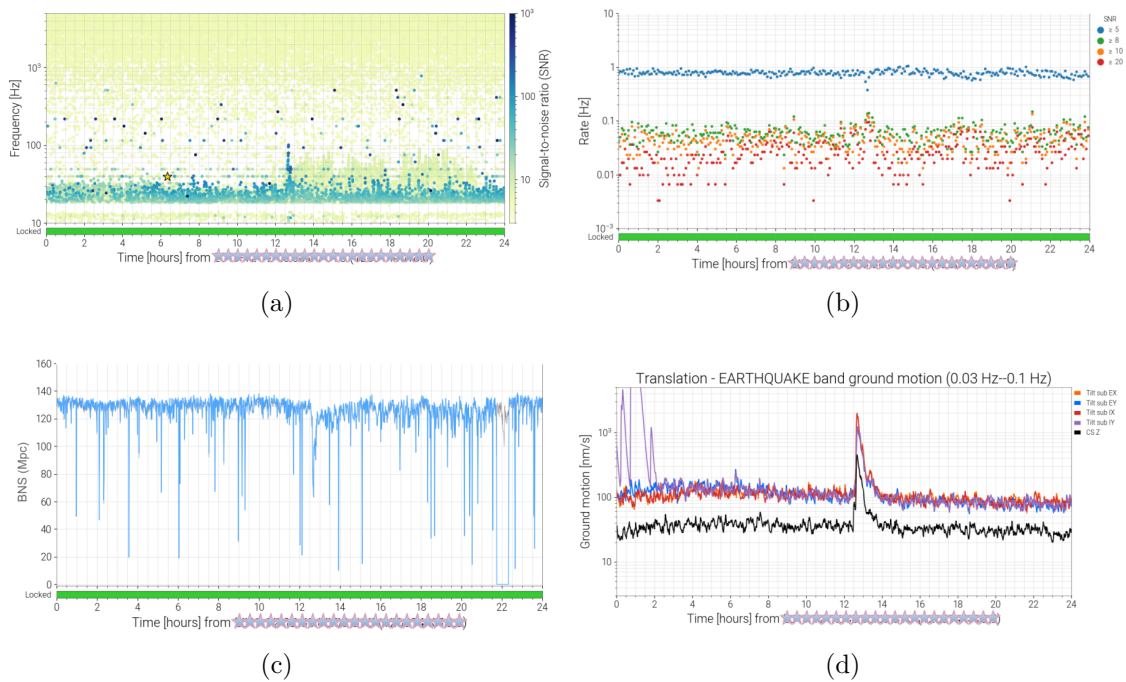 10³
100
10
Signal-to-noise ratio (SNR)
Frequency [Hz]
10³
100
10
Locked
0 2 4 6 8 10 12 14 16 18 20 22 24
Time [hours] from
(a)
Rate [Hz]
10
1
0.1
0.01
10⁻³
SNR
≥ 5
≥ 8
≥ 10
≥ 20
Locked
0 2 4 6 8 10 12 14 16 18 20 22 24
Time [hours] from
(b)
BNS (Mpc)
160
140
120
100
80
60
40
20
0
Locked
0 2 4 6 8 10 12 14 16 18 20 22 24
Time [hours] from
(c)
Translation - EARTHQUAKE band ground motion (0.03 Hz--0.1 Hz)
Ground motion [nm/s]
10³
100
10
Tilt sub EX
Tilt sub EY
Tilt sub IX
Tilt sub IY
CS Z
0 2 4 6 8 10 12 14 16 18 20 22 24
Time [hours] from
(d)